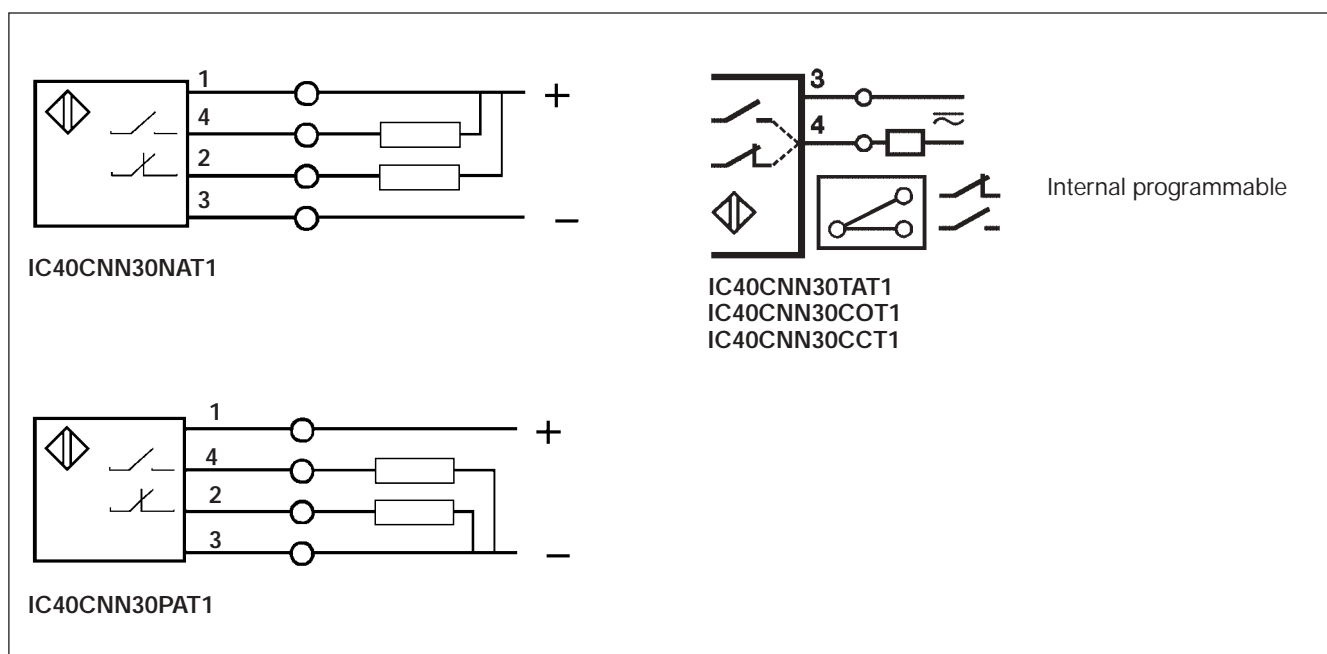 1
4
2
3
+
−
IC40CNN30NAT1
3
4
Internal programmable
IC40CNN30TAT1
IC40CNN30COT1
IC40CNN30CCT1
1
4
2
3
+
−
IC40CNN30PAT1